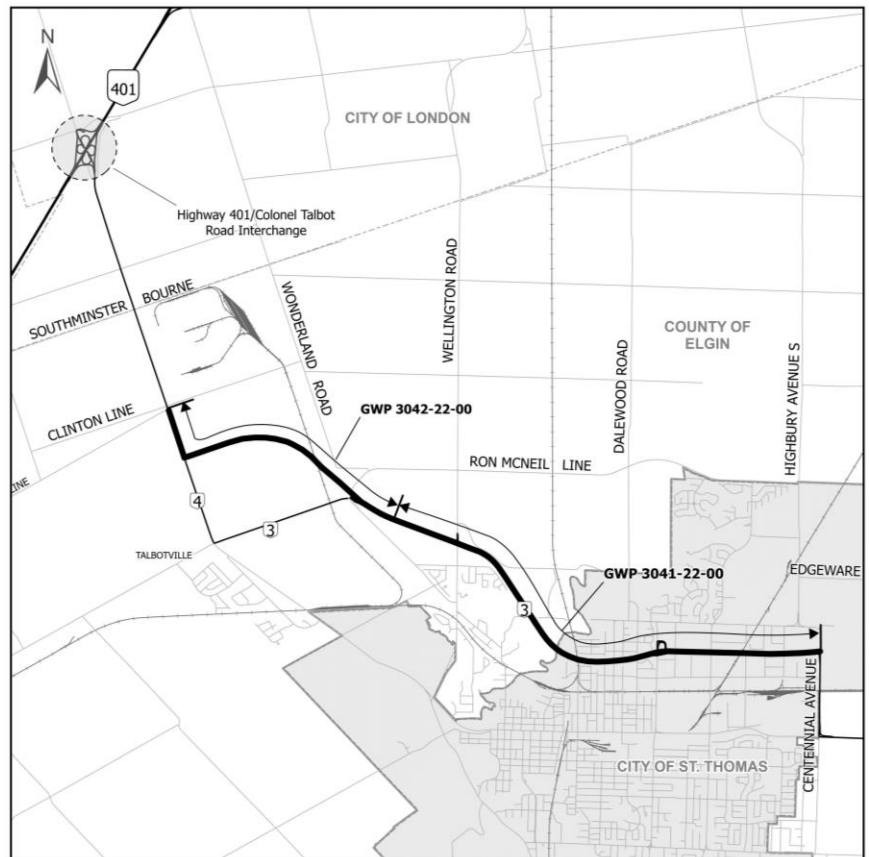 N
401
CITY OF LONDON
Highway 401/Colonel Talbot
Road Interchange
SOUTHMINSTER BOURNE
WONDERLAND ROAD
WELLINGTON ROAD
COUNTY OF
ELGIN
DALEWOOD ROAD
HIGHBURY AVENUE S
CLINTON LINE
GWP 3042-22-00
RON MCNEIL LINE
INE
4
3
TALBOTVILLE
GWP 3041-22-00
EDGEWARE
3
CENTENNIAL AVENUE
CITY OF ST. THOMAS